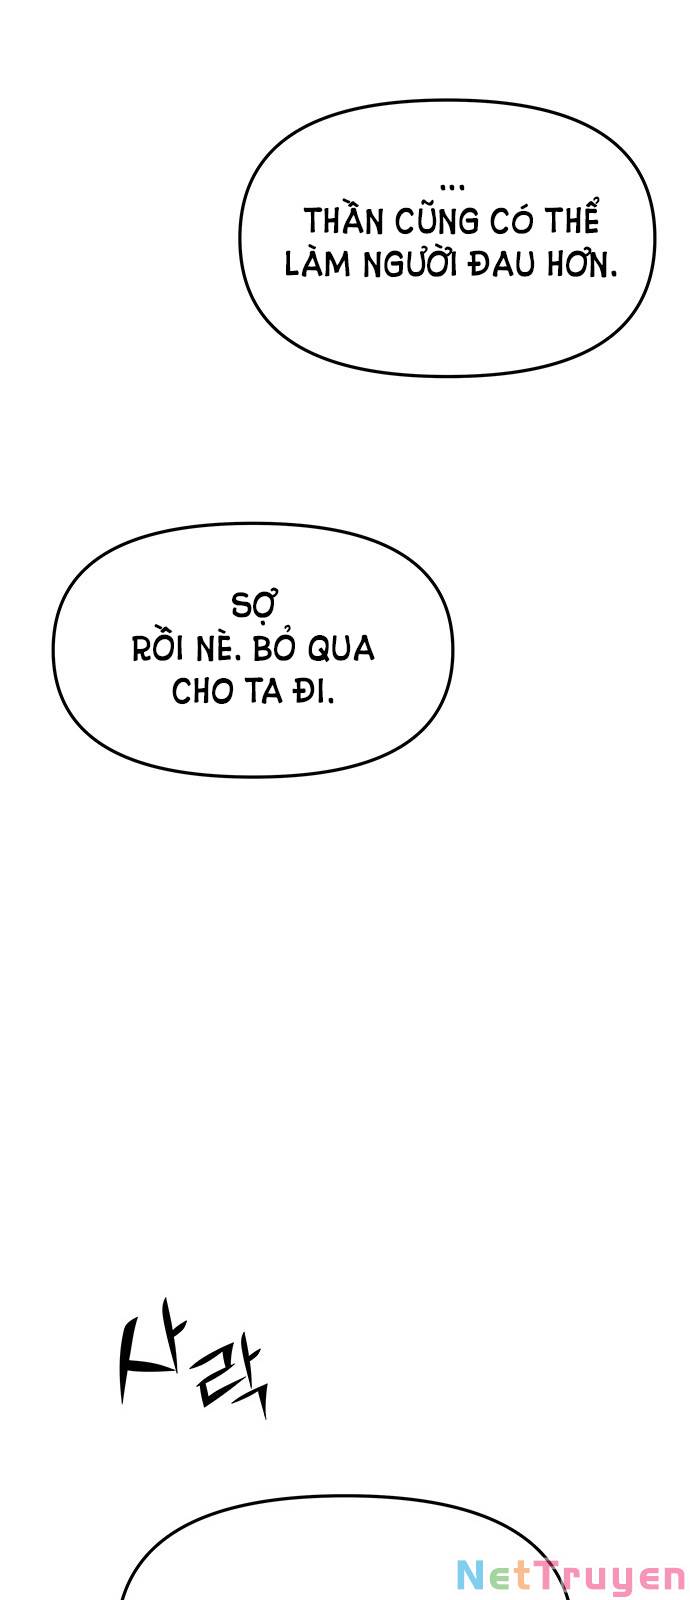 ...
THẦN CŨNG CÓ THỂ
LÀM NGƯỜI ĐAU HƠN.
SỢ
RỒI NÈ. BỎ QUA
CHO TA ĐI.
사락
NetTruyen